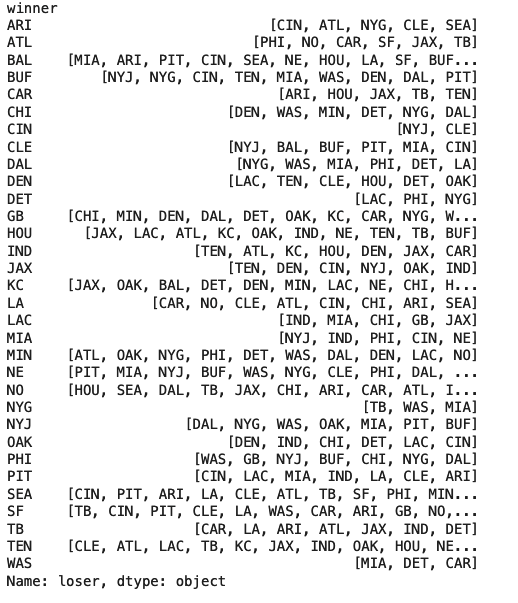 winner
ARI [CIN, ATL, NYG, CLE, SEA]
ATL [PHI, NO, CAR, SF, JAX, TB]
BAL [MIA, ARI, PIT, CIN, SEA, NE, HOU, LA, SF, BUF...
BUF [NYJ, NYG, CIN, TEN, MIA, WAS, DEN, DAL, PIT]
CAR [ARI, HOU, JAX, TB, TEN]
CHI [DEN, WAS, MIN, DET, NYG, DAL]
CIN [NYJ, CLE]
CLE [NYJ, BAL, BUF, PIT, MIA, CIN]
DAL [NYG, WAS, MIA, PHI, DET, LA]
DEN [LAC, TEN, CLE, HOU, DET, OAK]
DET [LAC, PHI, NYG]
GB [CHI, MIN, DEN, DAL, DET, OAK, KC, CAR, NYG, W...
HOU [JAX, LAC, ATL, KC, OAK, IND, NE, TEN, TB, BUF]
IND [TEN, ATL, KC, HOU, DEN, JAX, CAR]
JAX [TEN, DEN, CIN, NYJ, OAK, IND]
KC [JAX, OAK, BAL, DET, DEN, MIN, LAC, NE, CHI, H...
LA [CAR, NO, CLE, ATL, CIN, CHI, ARI, SEA]
LAC [IND, MIA, CHI, GB, JAX]
MIA [NYJ, IND, PHI, CIN, NE]
MIN [ATL, OAK, NYG, PHI, DET, WAS, DAL, DEN, LAC, NO]
NE [PIT, MIA, NYJ, BUF, WAS, NYG, CLE, PHI, DAL, ...
NO [HOU, SEA, DAL, TB, JAX, CHI, ARI, CAR, ATL, I...
NYG [TB, WAS, MIA]
NYJ [DAL, NYG, WAS, OAK, MIA, PIT, BUF]
OAK [DEN, IND, CHI, DET, LAC, CIN]
PHI [WAS, GB, NYJ, BUF, CHI, NYG, DAL]
PIT [CIN, LAC, MIA, IND, LA, CLE, ARI]
SEA [CIN, PIT, ARI, LA, CLE, ATL, TB, SF, PHI, MIN...
SF [TB, CIN, PIT, CLE, LA, WAS, CAR, ARI, GB, NO,...
TB [CAR, LA, ARI, ATL, JAX, IND, DET]
TEN [CLE, ATL, LAC, TB, KC, JAX, IND, OAK, HOU, NE...
WAS [MIA, DET, CAR]
Name: loser, dtype: object